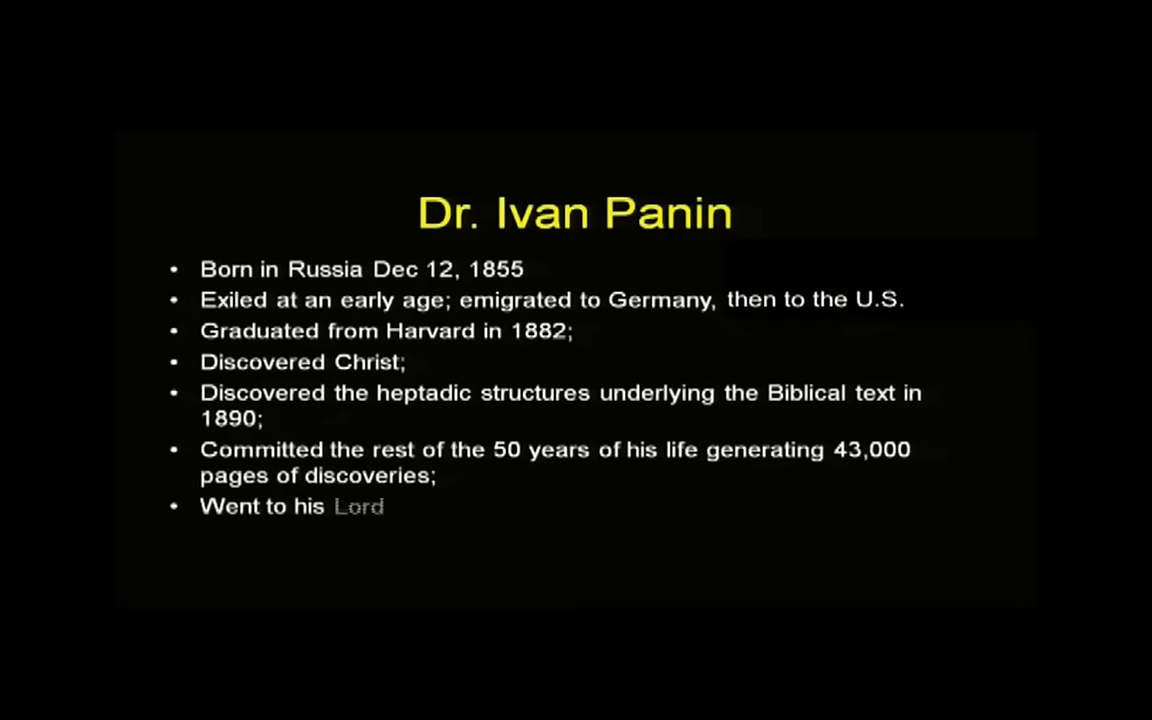 Dr. Ivan Panin
• Born in Russia Dec 12, 1855
• Exiled at an early age; emigrated to Germany, then to the U.S.
• Graduated from Harvard in 1882;
• Discovered Christ;
• Discovered the heptadic structures underlying the Biblical text in
1890;
• Committed the rest of the 50 years of his life generating 43,000
pages of discoveries;
• Went to his Lord